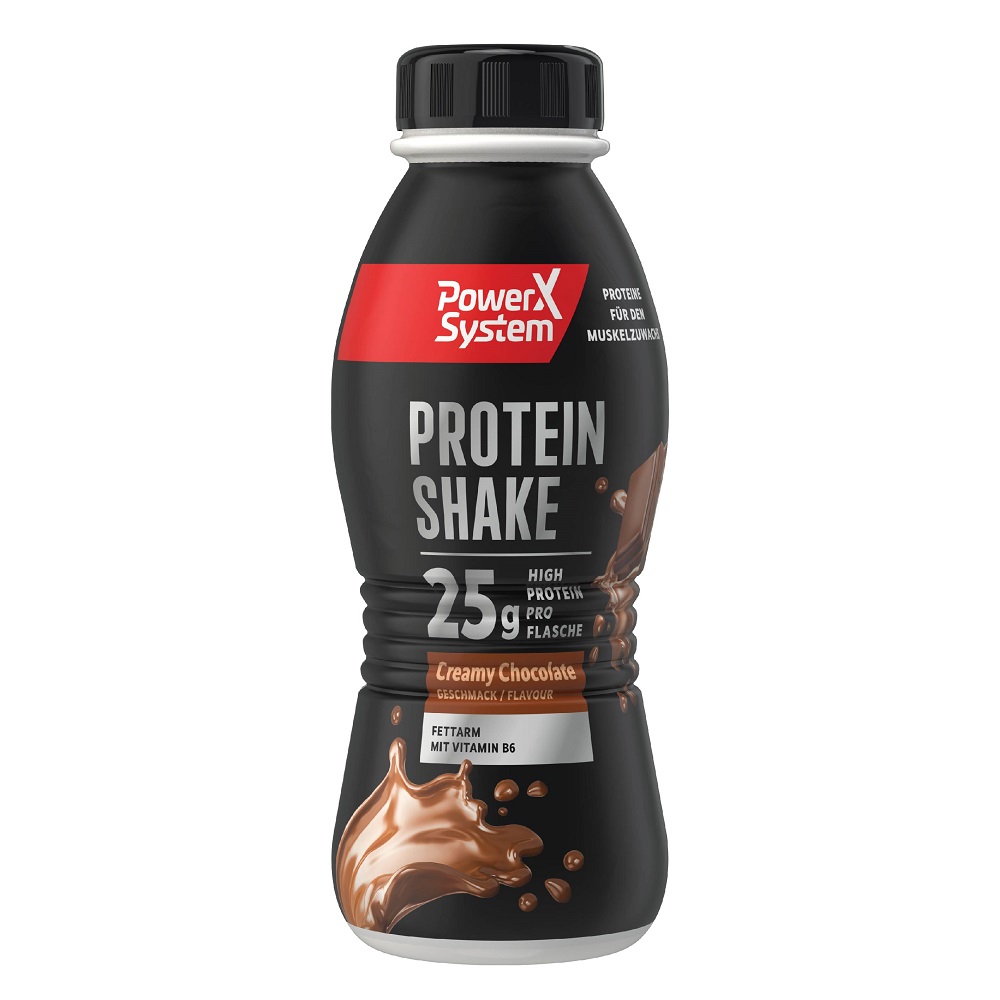 PowerX
System
PROTEINE
FÜR DEN
PROTEIN
SHAKE
25g
HIGH
PROTEIN
PRO
FLASCHE
Creamy Chocolate
GESCHMACK / FLAVOUR
FETTARM
MIT VITAMIN B6